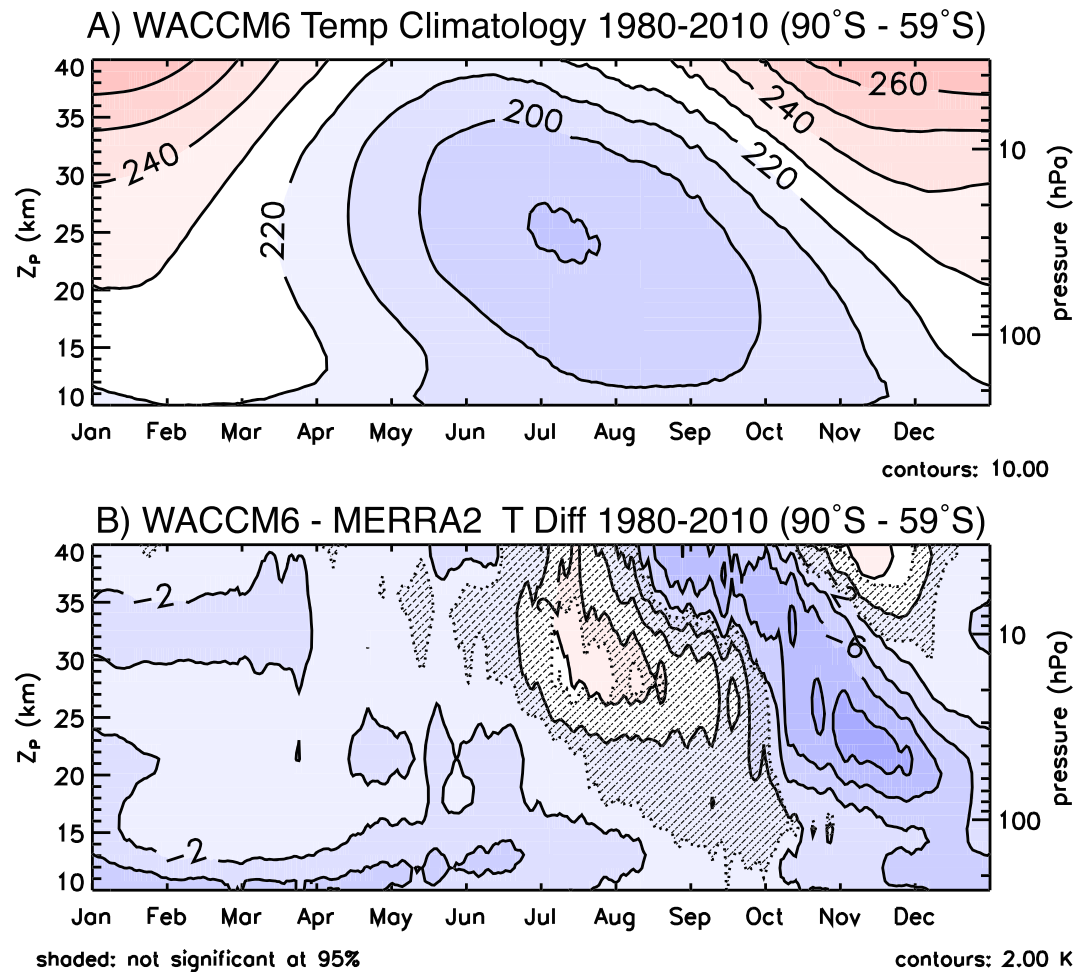 A) WACCM6 Temp Climatology 1980-2010 (90°S - 59°S)
40
35
30
25
20
15
10
Z_P (km)
240
220
200
240
220
260
10
100
pressure (hPa)
Jan Feb Mar Apr May Jun Jul Aug Sep Oct Nov Dec
contours: 10.00
B) WACCM6 - MERRA2 T Diff 1980-2010 (90°S - 59°S)
40
35
30
25
20
15
10
Z_P (km)
-2
-2
-6
10
100
pressure (hPa)
Jan Feb Mar Apr May Jun Jul Aug Sep Oct Nov Dec
shaded: not significant at 95%
contours: 2.00 K